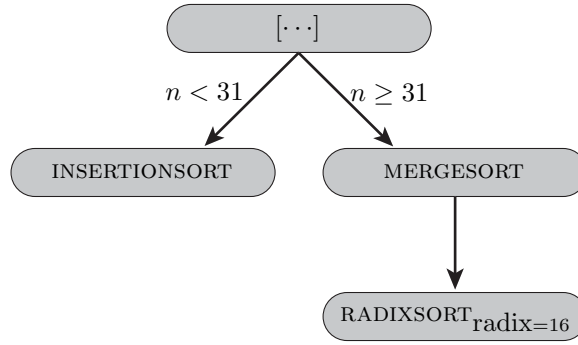 [⋯]
n < 31
n ≥ 31
INSERTIONSORT
MERGESORT
RADIXSORT radix=16